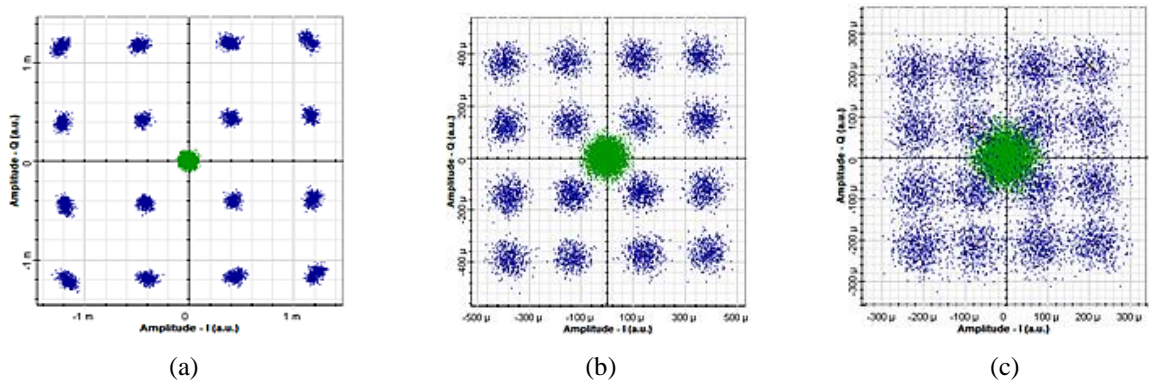 Amplitude - Q (a.u.)
1 m
0
-1 m
-1 m
0
1 m
Amplitude - I (a.u.)
(a)
Amplitude - Q (a.u.)
400 µ
200 µ
0
-200 µ
-400 µ
-500 µ
-300 µ
-100 µ
100 µ
300 µ
500 µ
Amplitude - I (a.u.)
(b)
Amplitude - Q (a.u.)
300 µ
200 µ
100 µ
0
-100 µ
-200 µ
-300 µ
-300 µ
-200 µ
-100 µ
0
100 µ
200 µ
300 µ
Amplitude - I (a.u.)
(c)